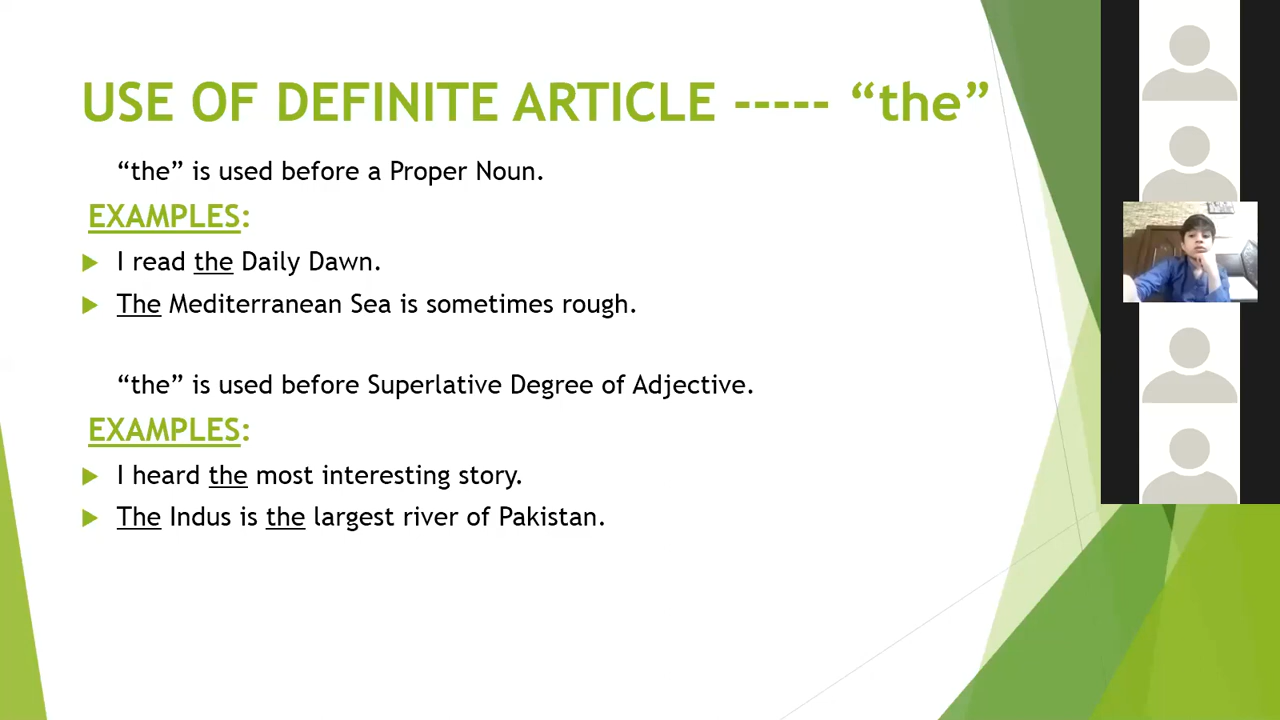 USE OF DEFINITE ARTICLE ----- “the”
“the” is used before a Proper Noun.
EXAMPLES:
I read the Daily Dawn.
The Mediterranean Sea is sometimes rough.
“the” is used before Superlative Degree of Adjective.
EXAMPLES:
I heard the most interesting story.
The Indus is the largest river of Pakistan.